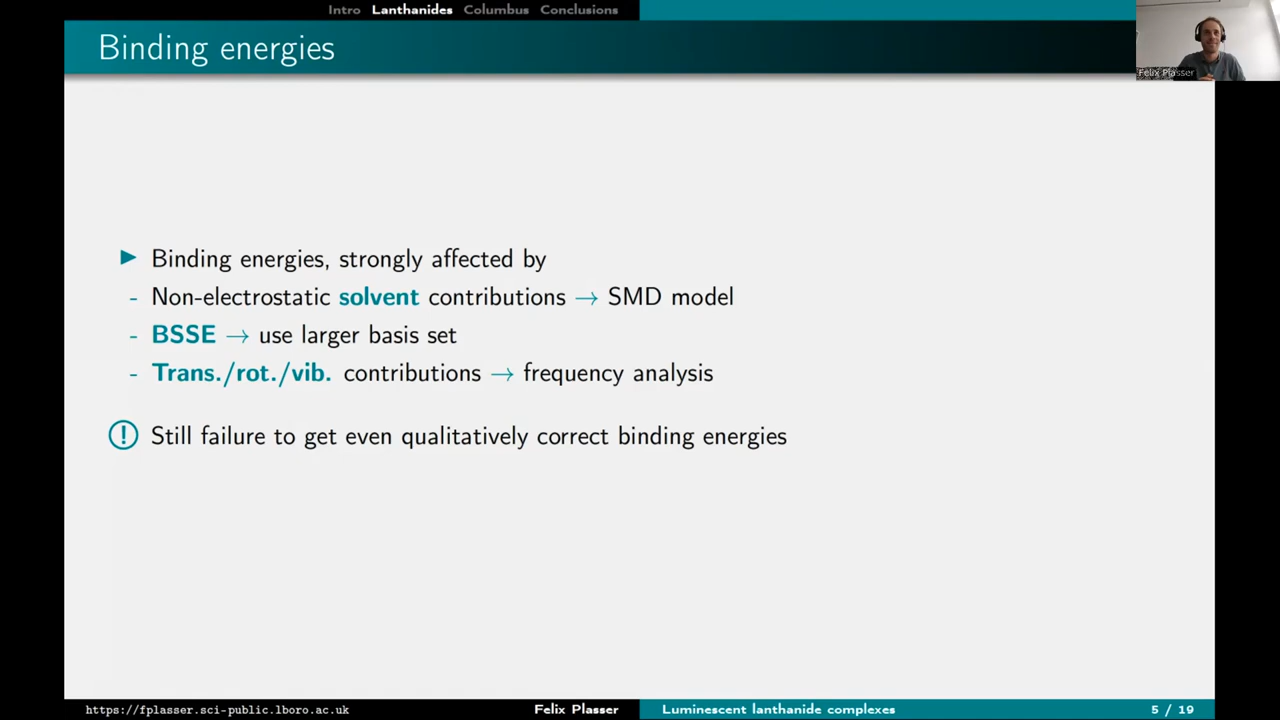 Intro Lanthanides Columbus Conclusions
Binding energies
Felix Plasser
▶ Binding energies, strongly affected by
- Non-electrostatic solvent contributions → SMD model
- BSSE → use larger basis set
- Trans./rot./vib. contributions → frequency analysis
! Still failure to get even qualitatively correct binding energies
https://fplasser.sci-public.lboro.ac.uk Felix Plasser Luminescent lanthanide complexes 5 / 19